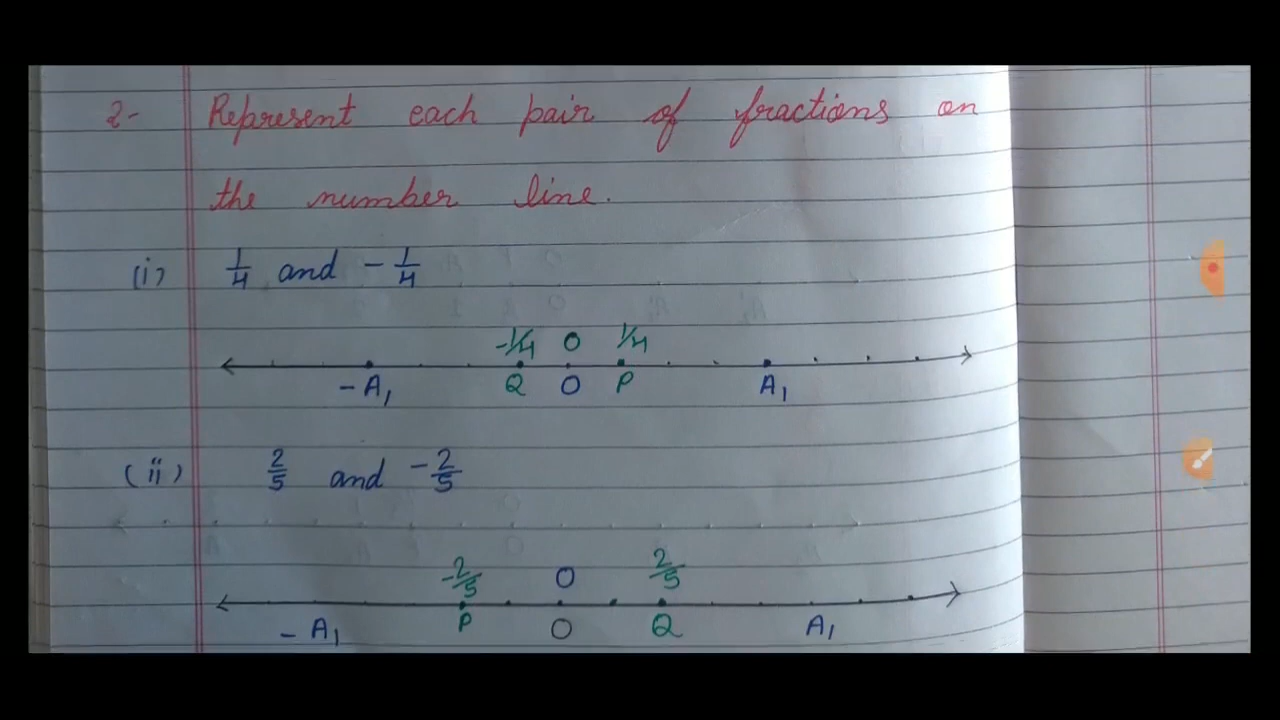 2- Represent each pair of fractions on
the number line.
(i) 1/4 and - 1/4
-1/4 0 1/4
-A₁ Q O P A₁
(ii) 2/5 and -2/5
-2/5 0 2/5
-A₁ P O Q A₁